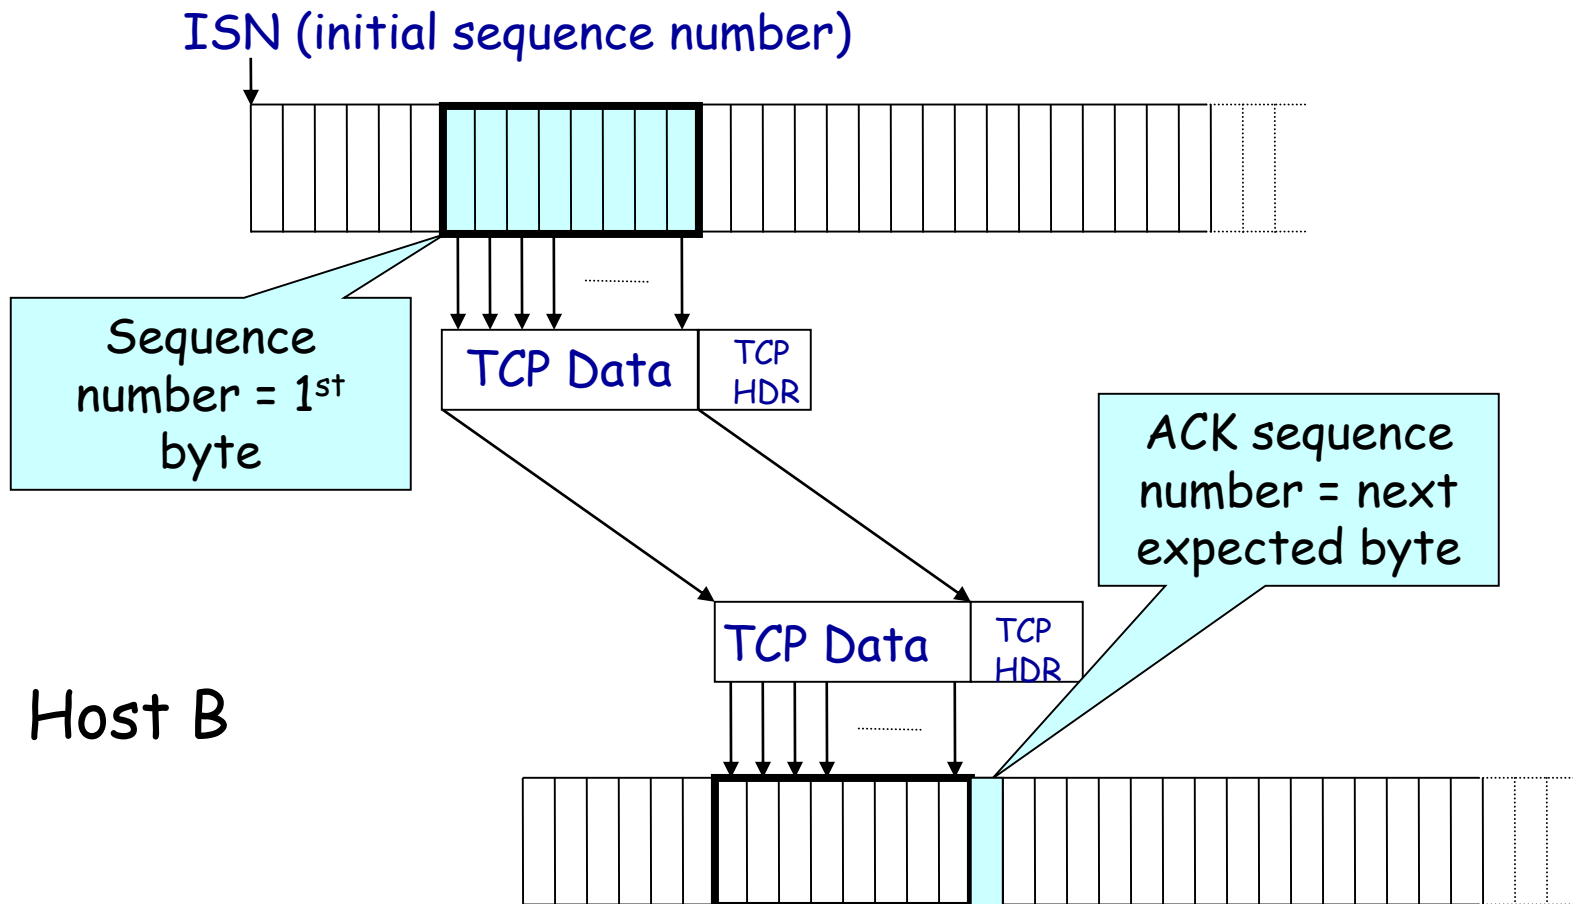 ISN (initial sequence number)
Sequence
number = 1st
byte
TCP Data
TCP
HDR
ACK sequence
number = next
expected byte
TCP Data
TCP
HDR
Host B